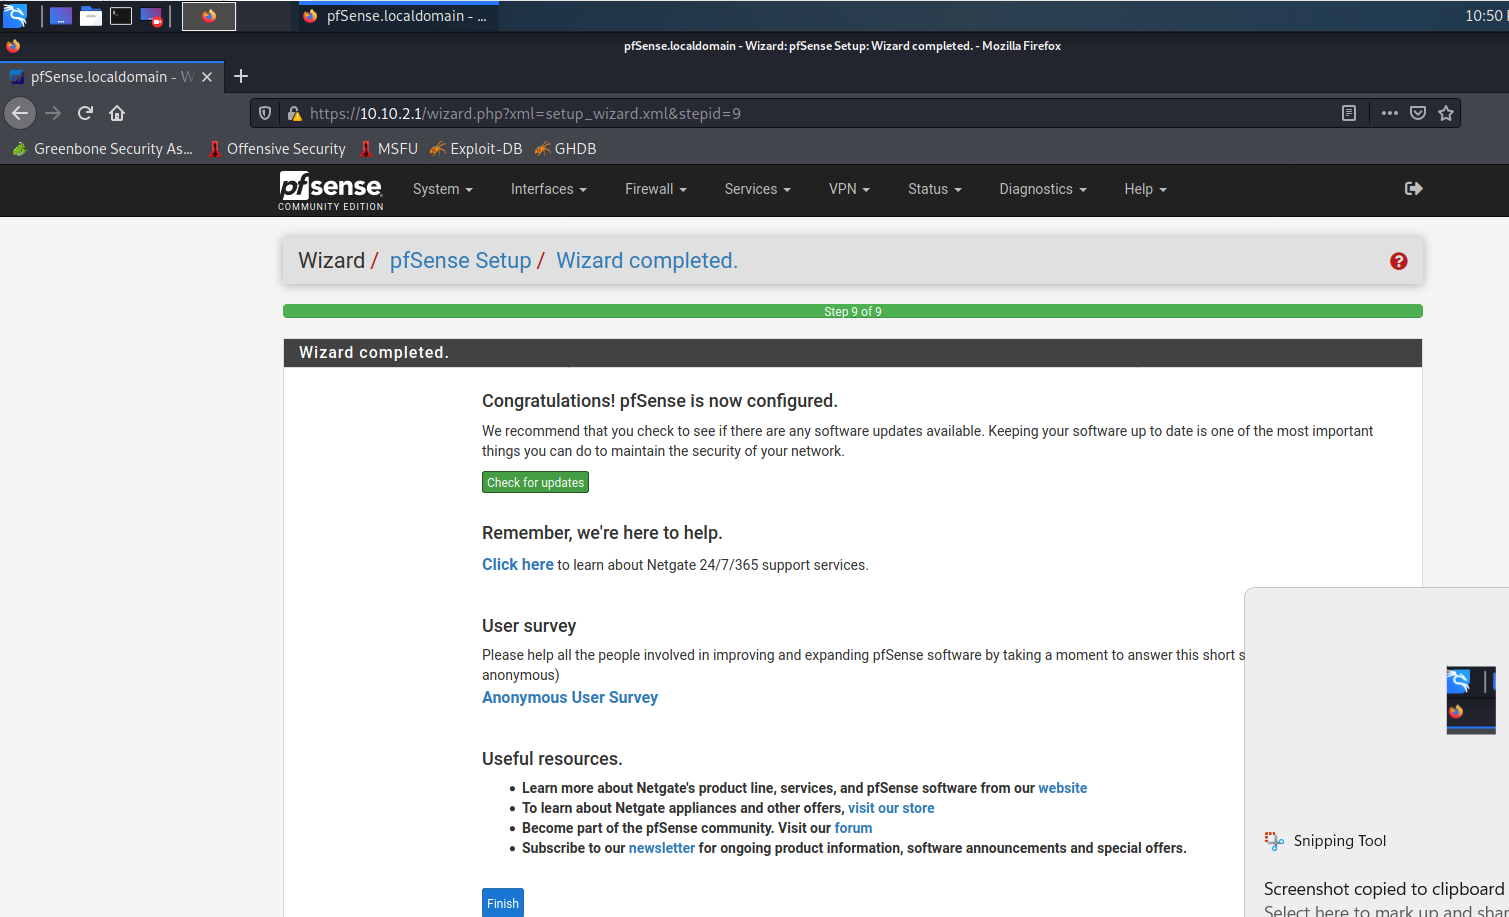 pfSense.localdomain - ...
10:50
pfSense.localdomain - Wizard: pfSense Setup: Wizard completed. - Mozilla Firefox
pfSense.localdomain - W
https://10.10.2.1/wizard.php?xml=setup_wizard.xml&stepid=9
Greenbone Security As... Offensive Security MSFU Exploit-DB GHDB
pfsense
COMMUNITY EDITION
System Interfaces Firewall Services VPN Status Diagnostics Help
Wizard / pfSense Setup / Wizard completed.
Step 9 of 9
Wizard completed.
Congratulations! pfSense is now configured.
We recommend that you check to see if there are any software updates available. Keeping your software up to date is one of the most important
things you can do to maintain the security of your network.
Check for updates
Remember, we're here to help.
Click here to learn about Netgate 24/7/365 support services.
User survey
Please help all the people involved in improving and expanding pfSense software by taking a moment to answer this short s
anonymous)
Anonymous User Survey
Useful resources.
• Learn more about Netgate's product line, services, and pfSense software from our website
• To learn about Netgate appliances and other offers, visit our store
• Become part of the pfSense community. Visit our forum
• Subscribe to our newsletter for ongoing product information, software announcements and special offers.
Finish
Snipping Tool
Screenshot copied to clipboard
Select here to mark up and shar